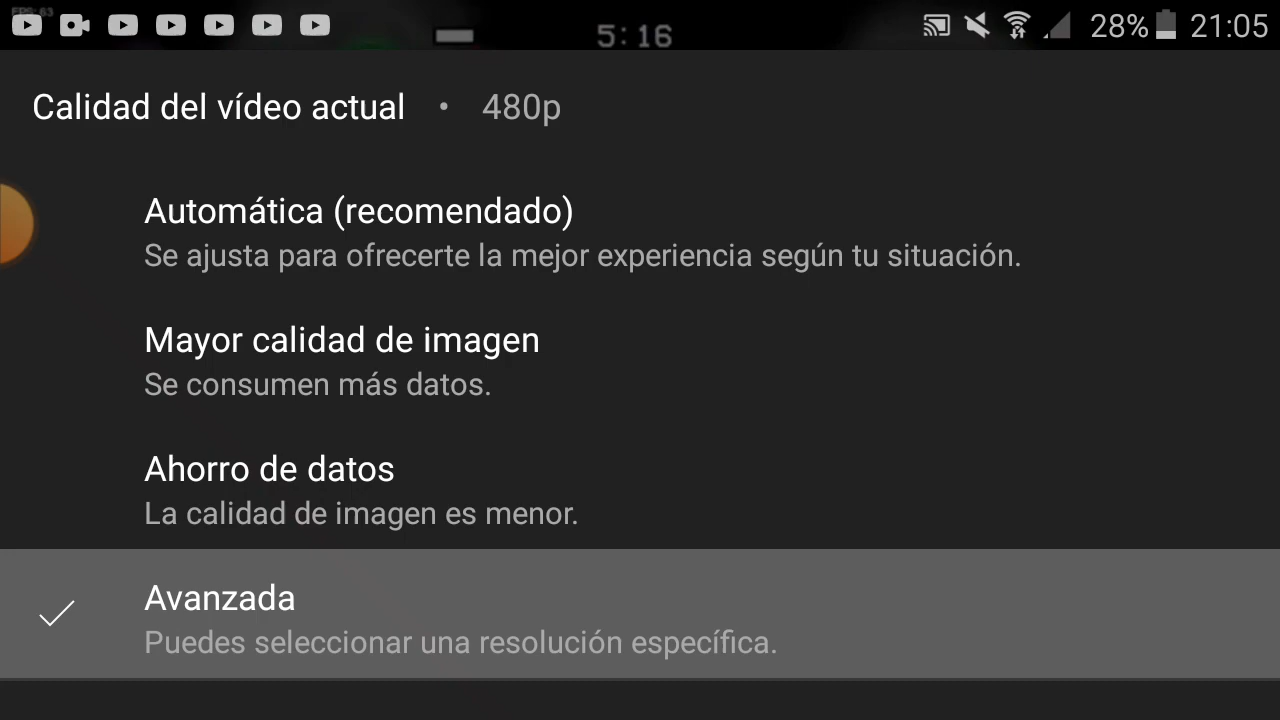 FPS: 63
5:16
28%
21:05
Calidad del vídeo actual • 480p
Automática (recomendado)
Se ajusta para ofrecerte la mejor experiencia según tu situación.
Mayor calidad de imagen
Se consumen más datos.
Ahorro de datos
La calidad de imagen es menor.
Avanzada
Puedes seleccionar una resolución específica.